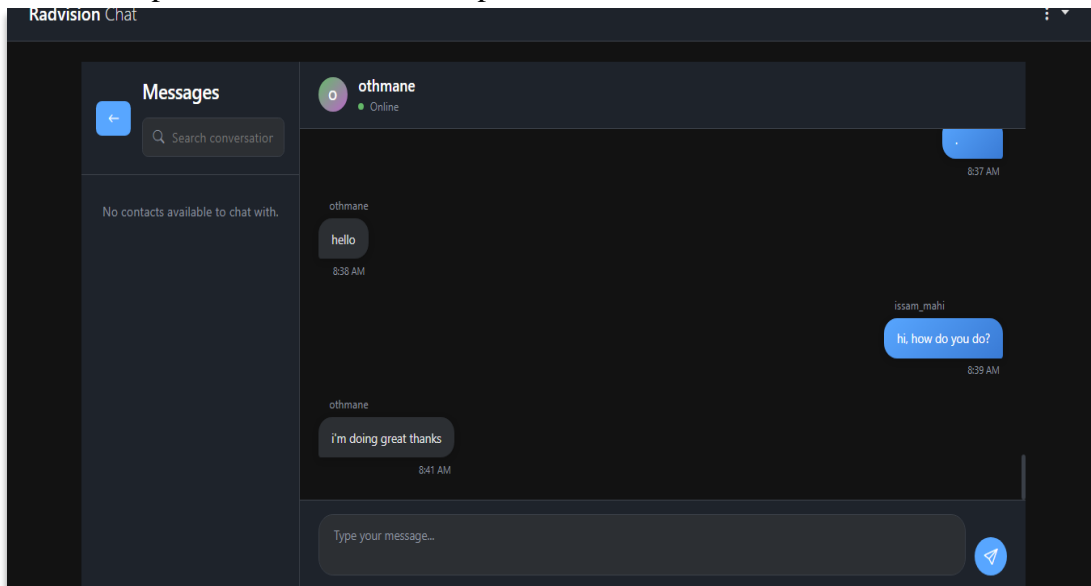 Radvision Chat
Messages
Search conversation
No contacts available to chat with.
o
othmane
Online
.
8:37 AM
othmane
hello
8:38 AM
issam_mahi
hi, how do you do?
8:39 AM
othmane
i'm doing great thanks
8:41 AM
Type your message...